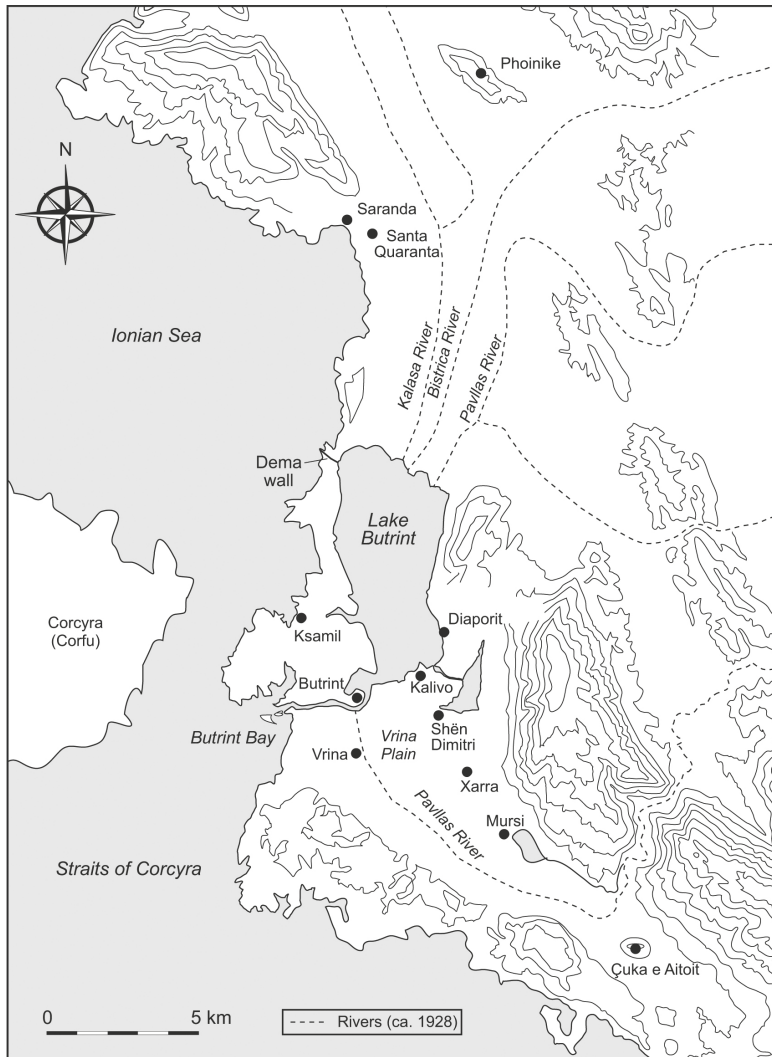 Phoinike
N
Saranda
Santa
Quaranta
Ionian Sea
Kalasa River
Bistrica River
Pavllas River
Dema
wall
Lake
Butrint
Corcyra
(Corfu)
Ksamil
Diaporit
Butrint
Kalivo
Butrint Bay
Vrina
Vrina
Plain
Shën
Dimitri
Xarra
Pavllas River
Mursi
Straits of Corcyra
Çuka e Aitoit
0
5 km
Rivers (ca. 1928)